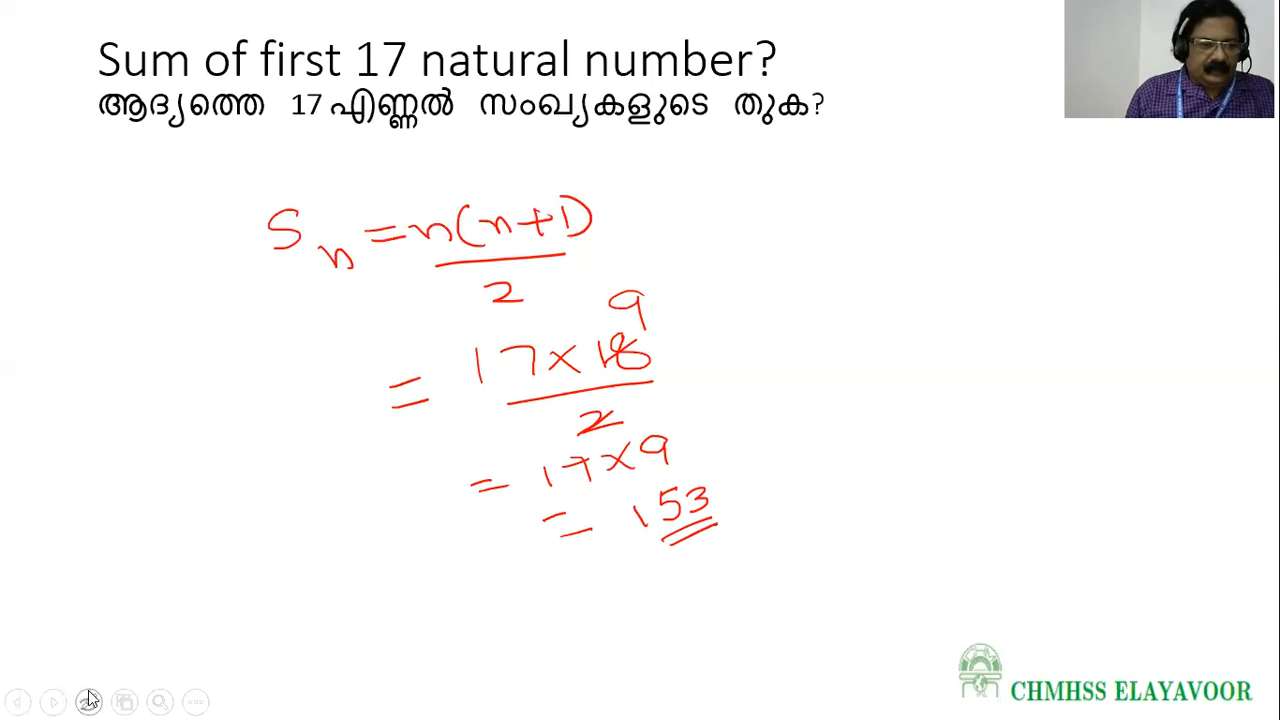 Sum of first 17 natural number?
ആദ്യത്തെ 17 എണ്ണൽ സംഖ്യകളുടെ തുക?
Sn = n(n+1)
2
9
= 17 × 18
2
= 17 × 9
= 153
CHMHSS ELAYAVOOR